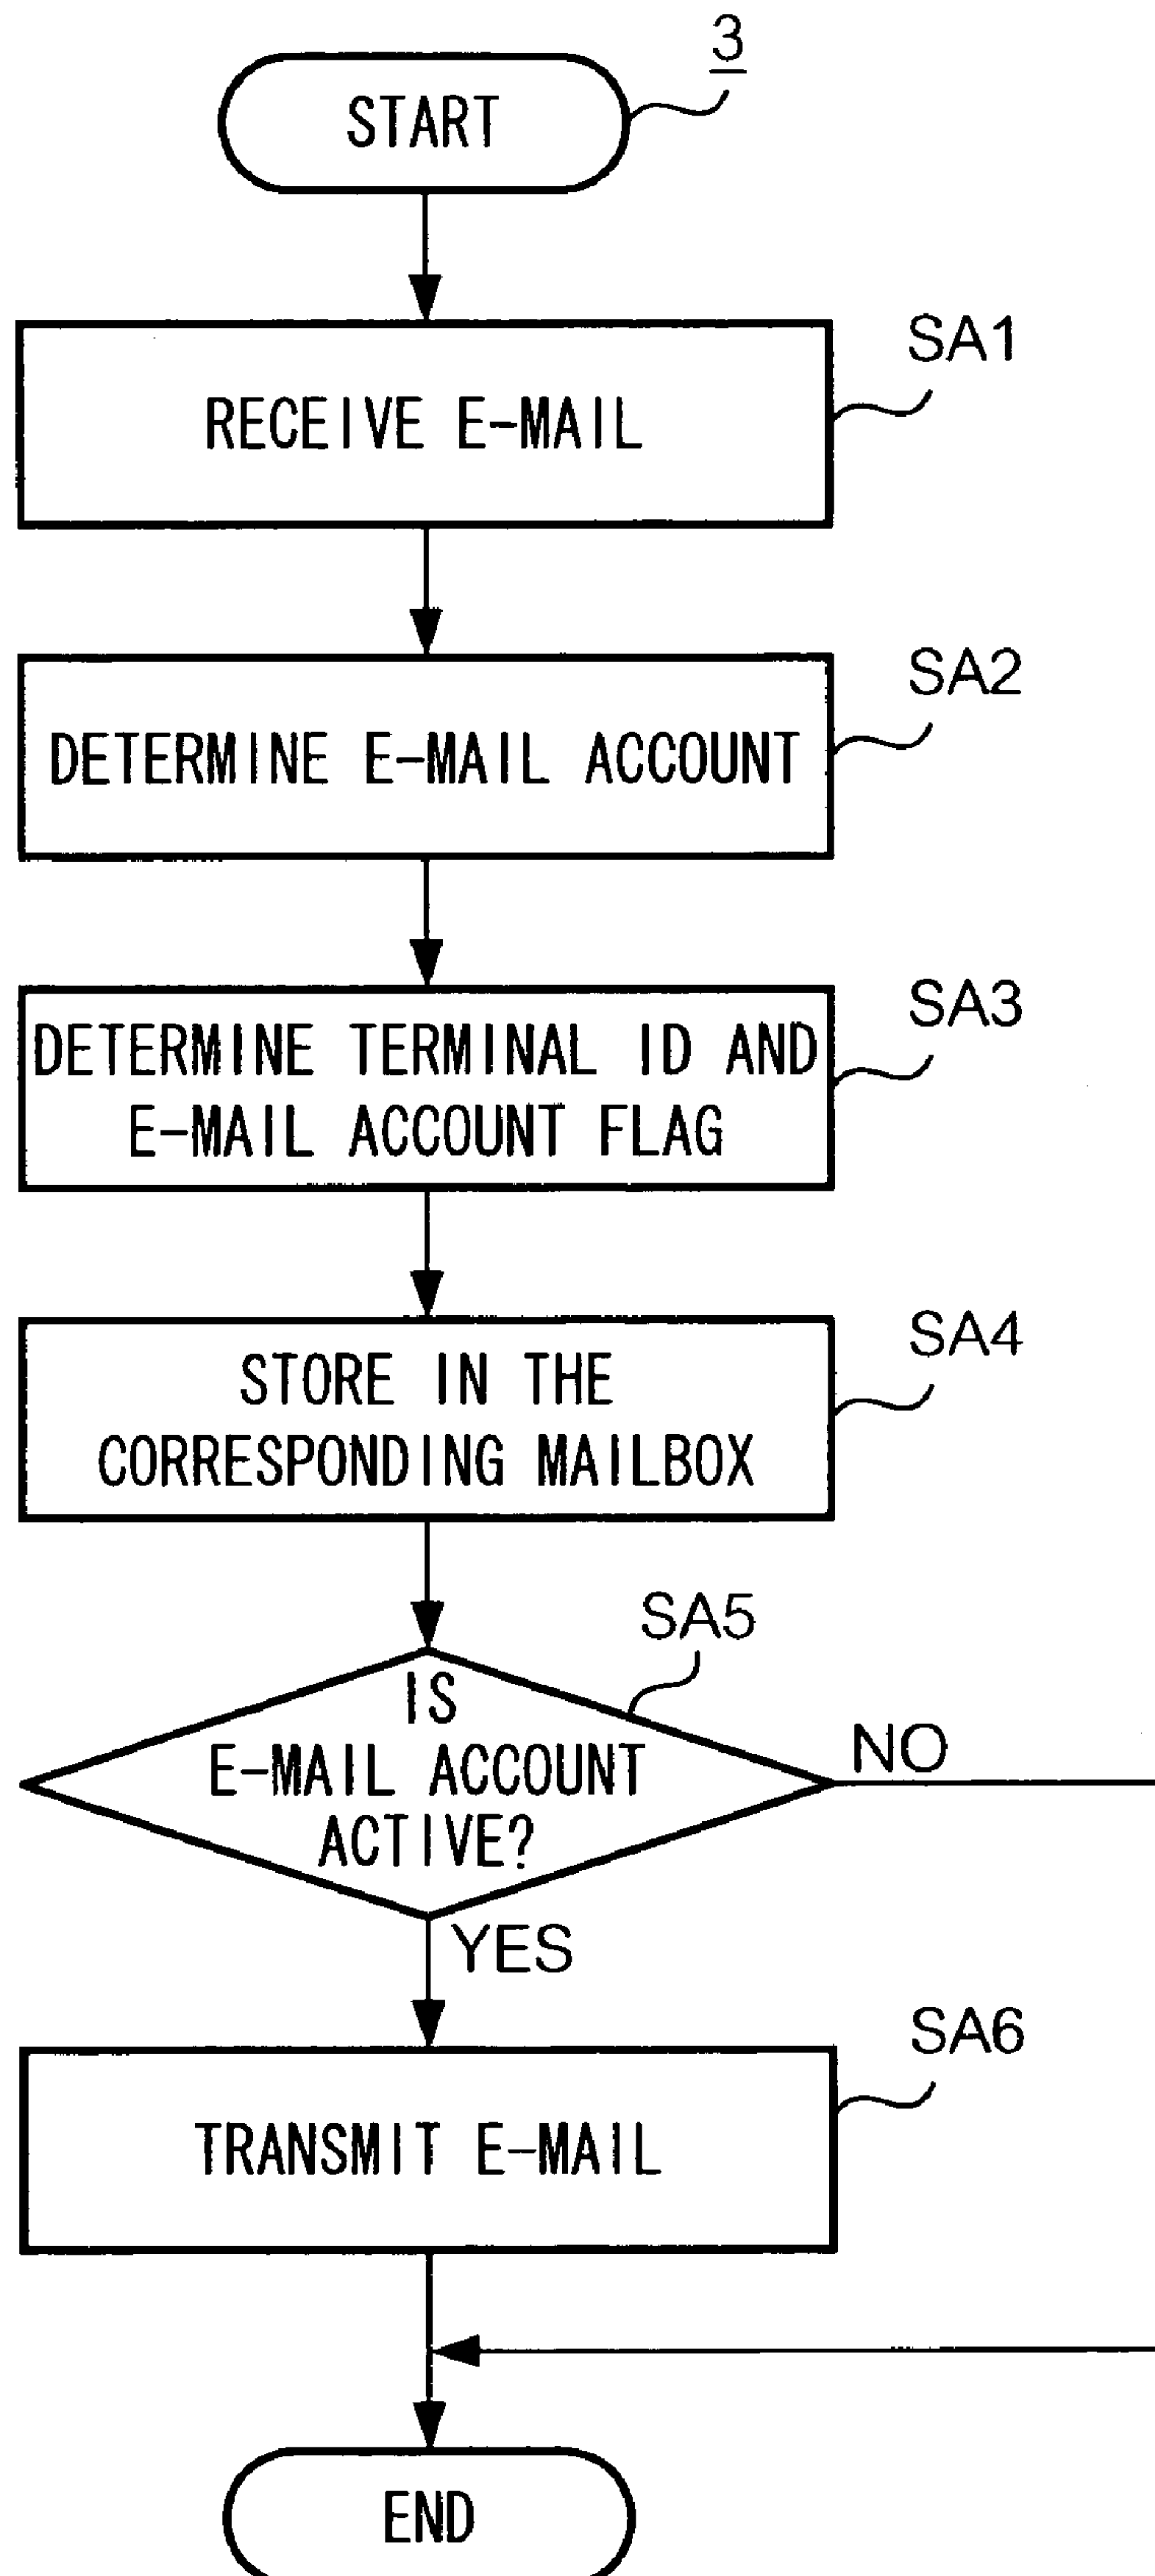 3
START
SA1
RECEIVE E-MAIL
SA2
DETERMINE E-MAIL ACCOUNT
SA3
DETERMINE TERMINAL ID AND
E-MAIL ACCOUNT FLAG
SA4
STORE IN THE
CORRESPONDING MAILBOX
SA5
IS
E-MAIL ACCOUNT
ACTIVE?
NO
YES
SA6
TRANSMIT E-MAIL
END